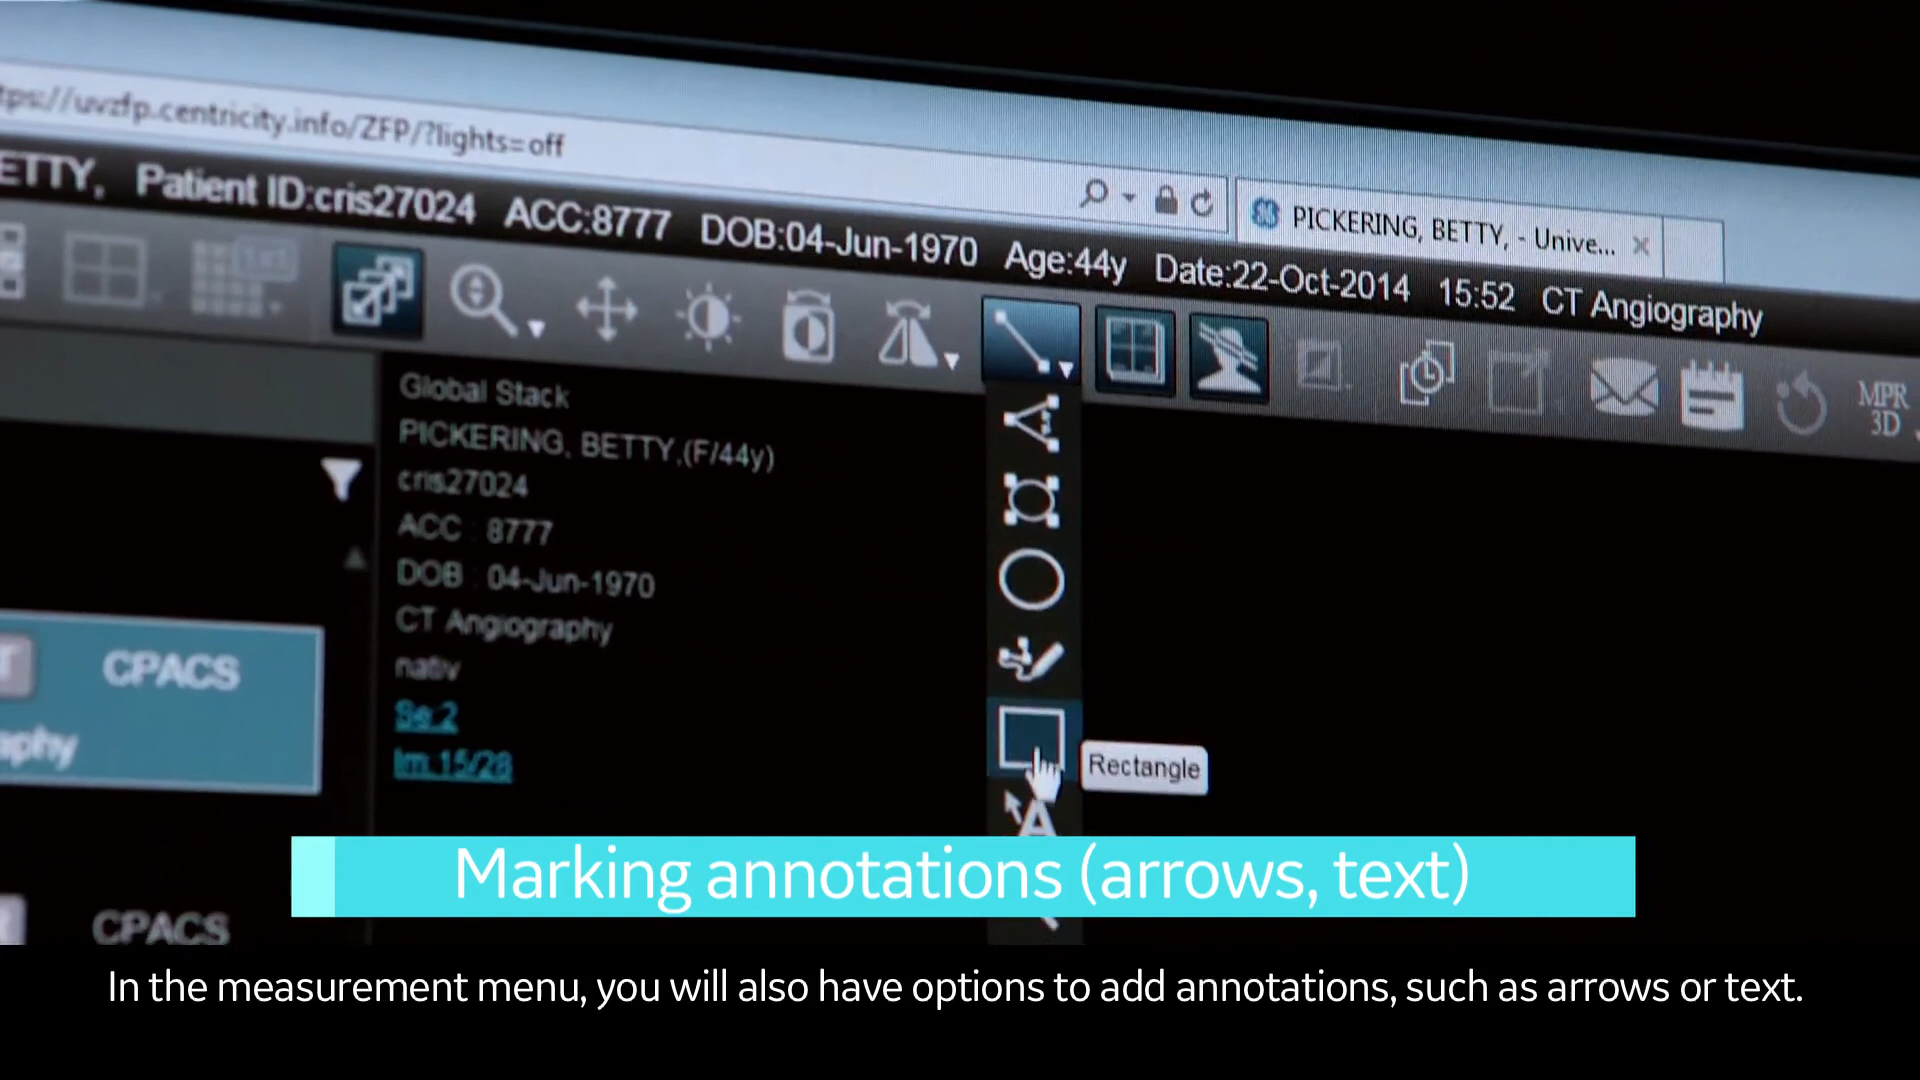 tps://uvzfp.centricity.info/ZFP/?lights=off
PICKERING, BETTY, - Unive...
ETTY, Patient ID:cris27024 ACC:8777 DOB:04-Jun-1970 Age:44y Date:22-Oct-2014 15:52 CT Angiography
1x1
MPR
3D
Global Stack
PICKERING, BETTY,(F/44y)
cris27024
ACC : 8777
DOB : 04-Jun-1970
CT Angiography
nativ
Se:2
Im:15/28
T CPACS
aphy
Rectangle
A
CPACS
Marking annotations (arrows, text)
In the measurement menu, you will also have options to add annotations, such as arrows or text.